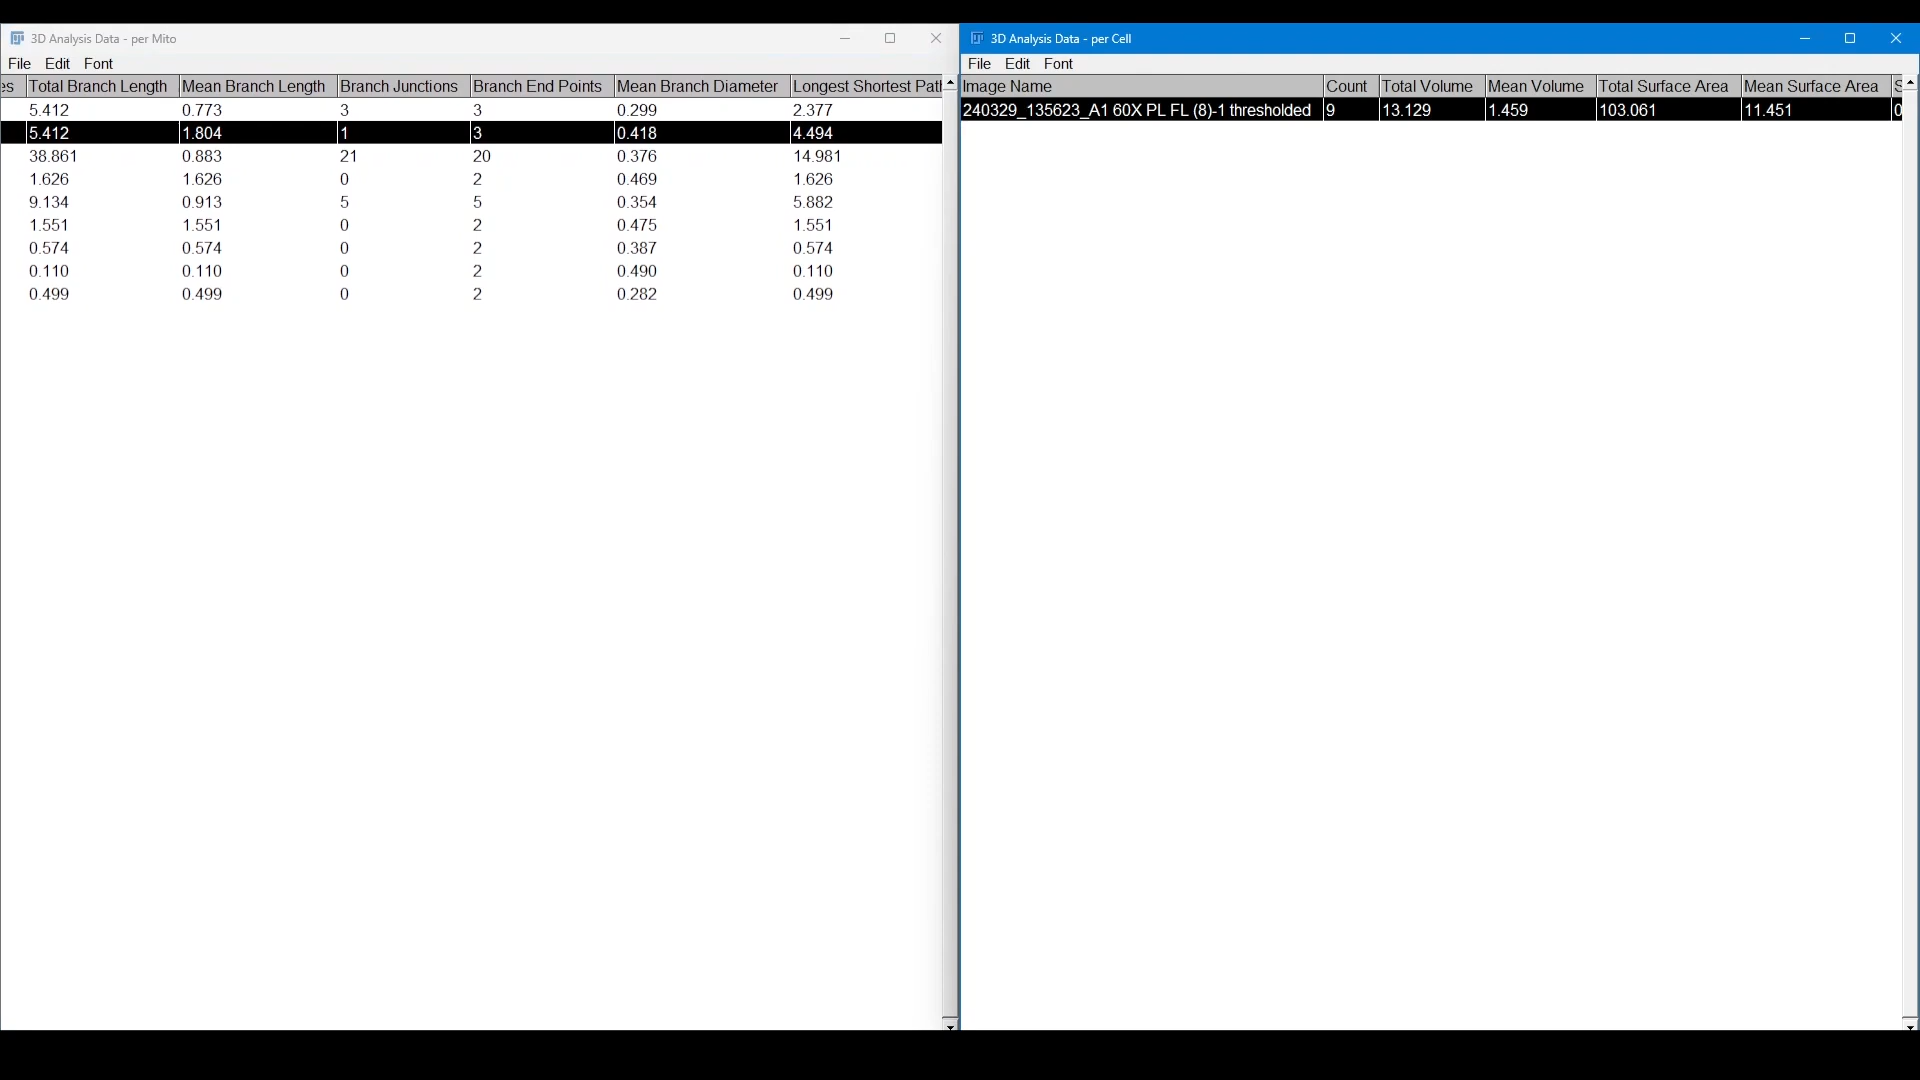 3D Analysis Data - per Mito
File Edit Font
es Total Branch Length Mean Branch Length Branch Junctions Branch End Points Mean Branch Diameter Longest Shortest Path
5.412 0.773 3 3 0.299 2.377
5.412 1.804 1 3 0.418 4.494
38.861 0.883 21 20 0.376 14.981
1.626 1.626 0 2 0.469 1.626
9.134 0.913 5 5 0.354 5.882
1.551 1.551 0 2 0.475 1.551
0.574 0.574 0 2 0.387 0.574
0.110 0.110 0 2 0.490 0.110
0.499 0.499 0 2 0.282 0.499
3D Analysis Data - per Cell
File Edit Font
Image Name Count Total Volume Mean Volume Total Surface Area Mean Surface Area S
240329_135623_A1 60X PL FL (8)-1 thresholded 9 13.129 1.459 103.061 11.451 0